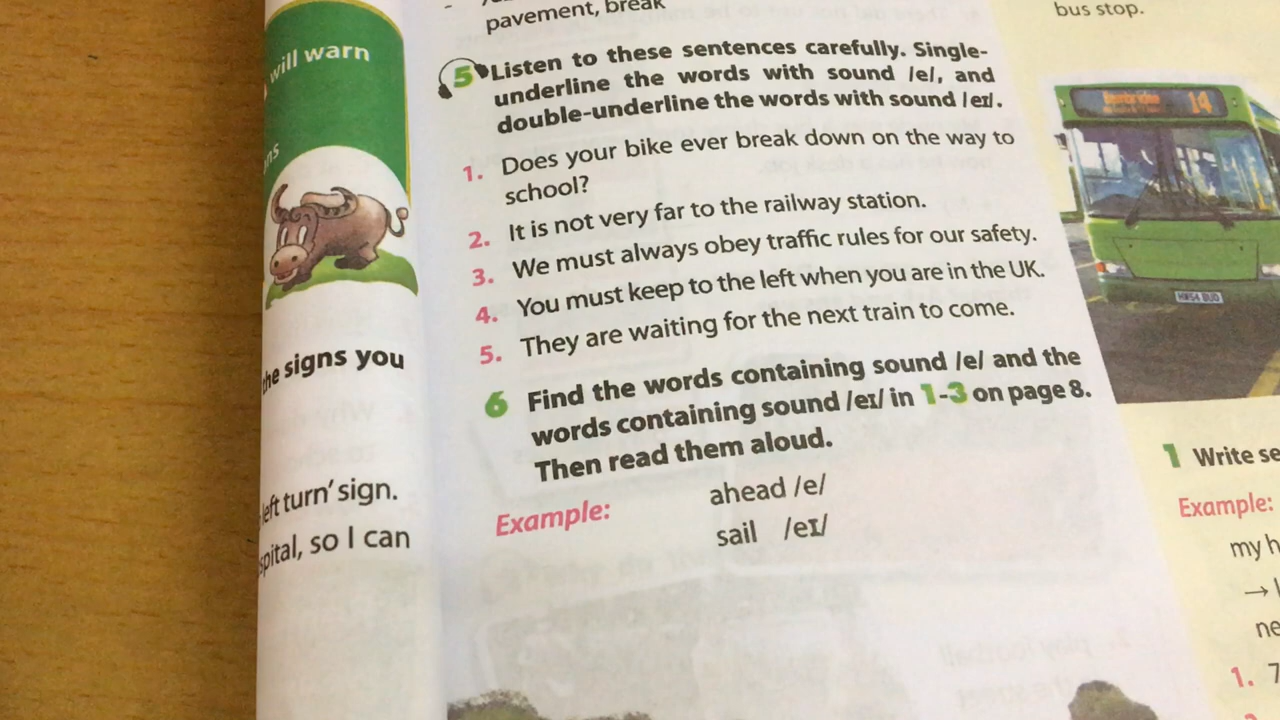 will warn
ns
the signs you
left turn' sign.
spital, so I can
pavement, break
5 Listen to these sentences carefully. Single-
underline the words with sound /e/, and
double-underline the words with sound /eɪ/.
1. Does your bike ever break down on the way to
school?
2. It is not very far to the railway station.
3. We must always obey traffic rules for our safety.
4. You must keep to the left when you are in the UK.
5. They are waiting for the next train to come.
6 Find the words containing sound /e/ and the
words containing sound /eɪ/ in 1-3 on page 8.
Then read them aloud.
Example: ahead /e/
sail /eɪ/
bus stop.
14
1 Write se
Example:
my h
→ I
ne
1. 7